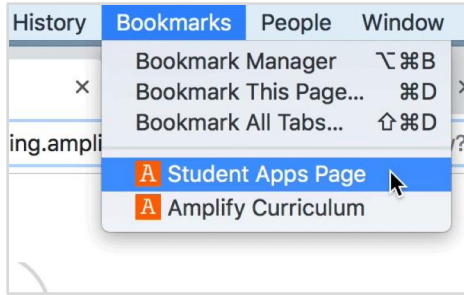 History Bookmarks People Window
Bookmark Manager ⌥⌘B
Bookmark This Page... ⌘D
Bookmark All Tabs... ⇧⌘D
ing.ampli
A Student Apps Page
A Amplify Curriculum